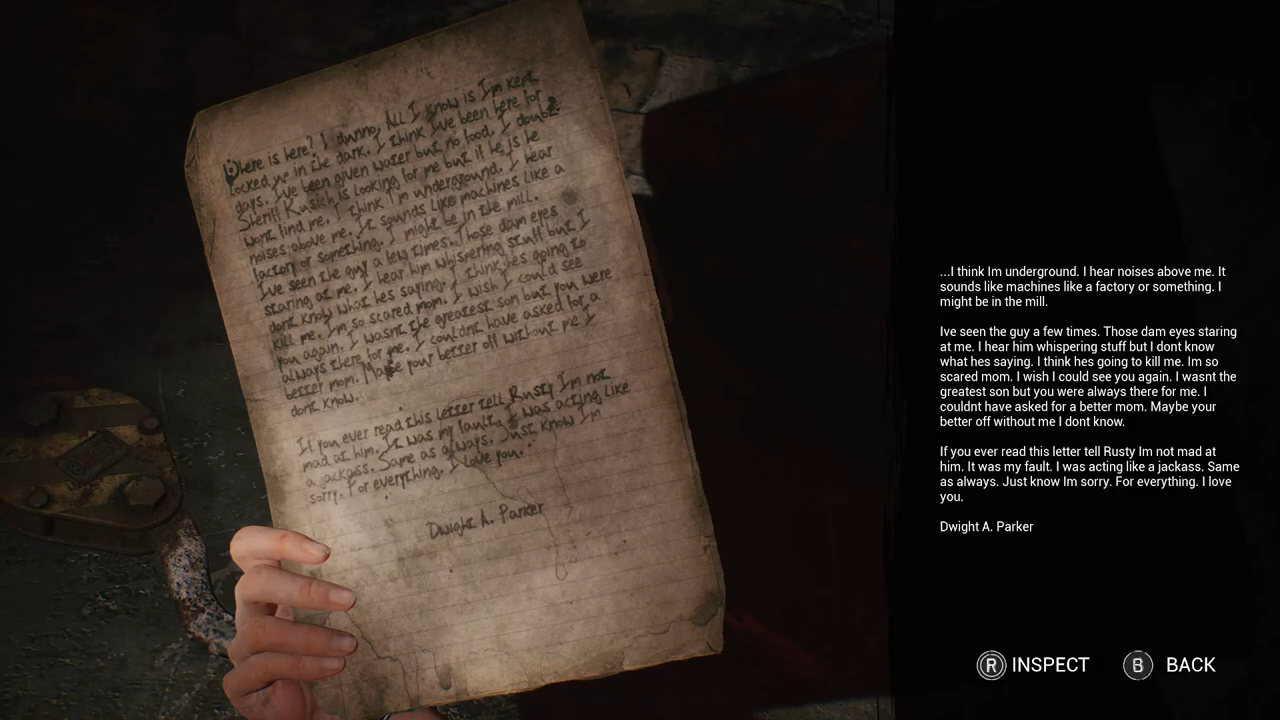 Where is here? I dunno, All I know is Im kept
locked up in the dark. I think Ive been here for 2
days. Ive been given water but no food. I doubt
Sheriff Kusich is looking for me but if he is he
wont find me. I think I'm underground. I hear
noises above me. It sounds like machines like a
factory or something. I might be in the mill.
Ive seen the guy a few times. Those dam eyes
staring at me. I hear him whispering stuff but I
dont know what hes saying. I think hes going to
kill me. Im so scared mom. I wish I could see
you again. I wasnt the greatest son but you were
always there for me. I couldnt have asked for a
better mom. Maybe your better off without me I
dont know.
If you ever read this letter tell Rusty Im not
mad at him. It was my fault. I was acting like
a jackass. Same as always. Just know Im
sorry. For everything. I love you.
Dwight A. Parker
...I think Im underground. I hear noises above me. It
sounds like machines like a factory or something. I
might be in the mill.
Ive seen the guy a few times. Those dam eyes staring
at me. I hear him whispering stuff but I dont know
what hes saying. I think hes going to kill me. Im so
scared mom. I wish I could see you again. I wasnt the
greatest son but you were always there for me. I
couldnt have asked for a better mom. Maybe your
better off without me I dont know.
If you ever read this letter tell Rusty Im not mad at
him. It was my fault. I was acting like a jackass. Same
as always. Just know Im sorry. For everything. I love
you.
Dwight A. Parker
R INSPECT B BACK